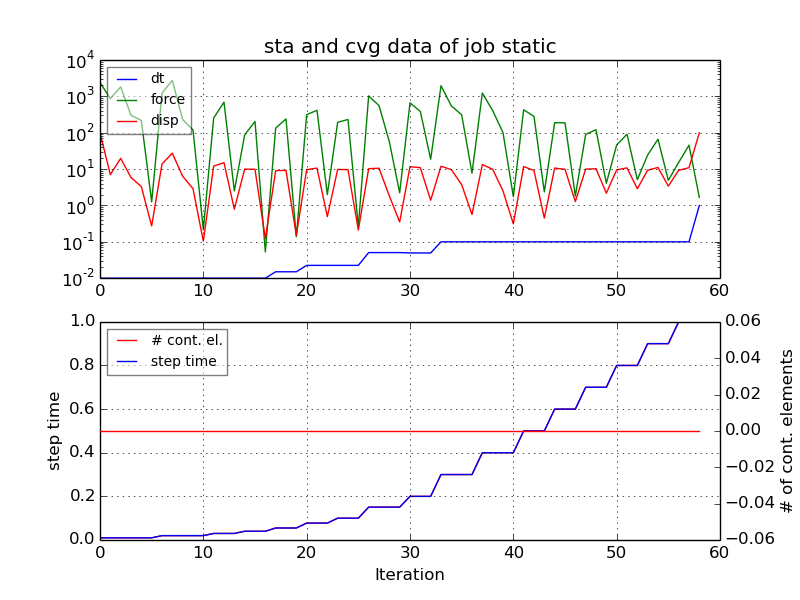 sta and cvg data of job static
10^4
10^3
10^2
10^1
10^0
10^-1
10^-2
dt
force
disp
0 10 20 30 40 50 60
1.0
0.8
0.6
0.4
0.2
0.0
step time
# cont. el.
step time
0.06
0.04
0.02
0.00
−0.02
−0.04
−0.06
# of cont. elements
0 10 20 30 40 50 60
Iteration